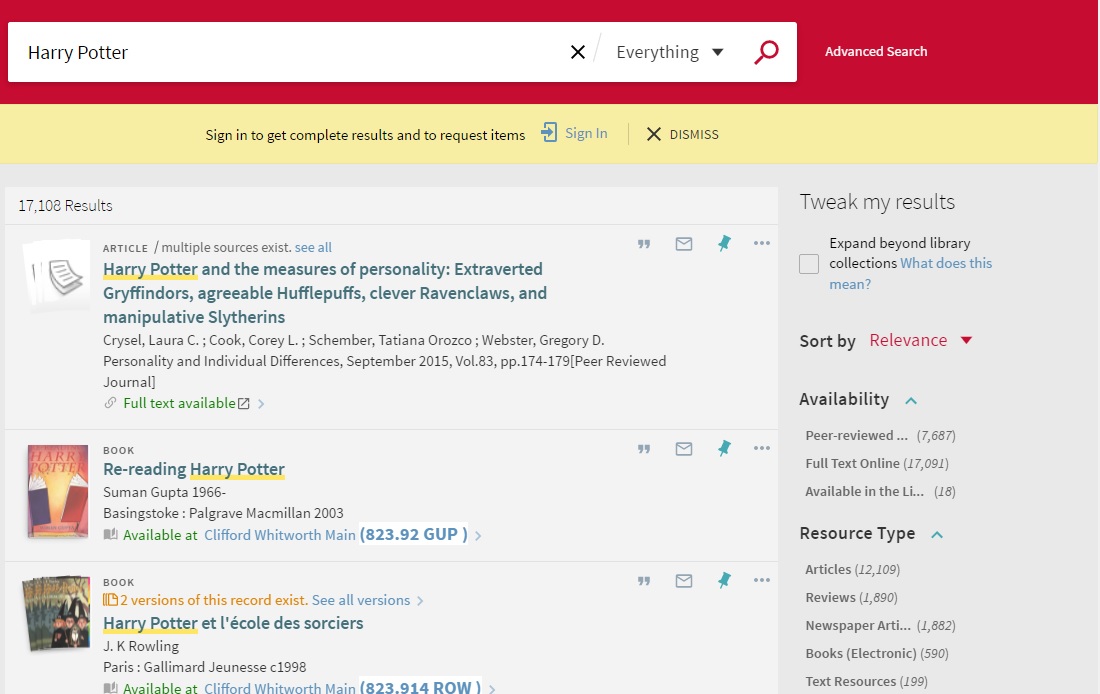 Harry Potter
Everything
Advanced Search
Sign in to get complete results and to request items
Sign In
DISMISS
17,108 Results
ARTICLE / multiple sources exist. see all
Harry Potter and the measures of personality: Extraverted
Gryffindors, agreeable Hufflepuffs, clever Ravenclaws, and
manipulative Slytherins
Crysel, Laura C. ; Cook, Corey L. ; Schember, Tatiana Orozco ; Webster, Gregory D.
Personality and Individual Differences, September 2015, Vol.83, pp.174-179[Peer Reviewed
Journal]
Full text available
BOOK
Re-reading Harry Potter
Suman Gupta 1966-
Basingstoke : Palgrave Macmillan 2003
Available at Clifford Whitworth Main (823.92 GUP )
HARRY
POTTER
BOOK
2 versions of this record exist. See all versions
Harry Potter et l'école des sorciers
J. K Rowling
Paris : Gallimard Jeunesse c1998
Available at Clifford Whitworth Main (823.914 ROW )
Tweak my results
Expand beyond library
collections What does this
mean?
Sort by Relevance
Availability
Peer-reviewed ... (7,687)
Full Text Online (17,091)
Available in the Li... (18)
Resource Type
Articles (12,109)
Reviews (1,890)
Newspaper Arti... (1,882)
Books (Electronic) (590)
Text Resources (199)